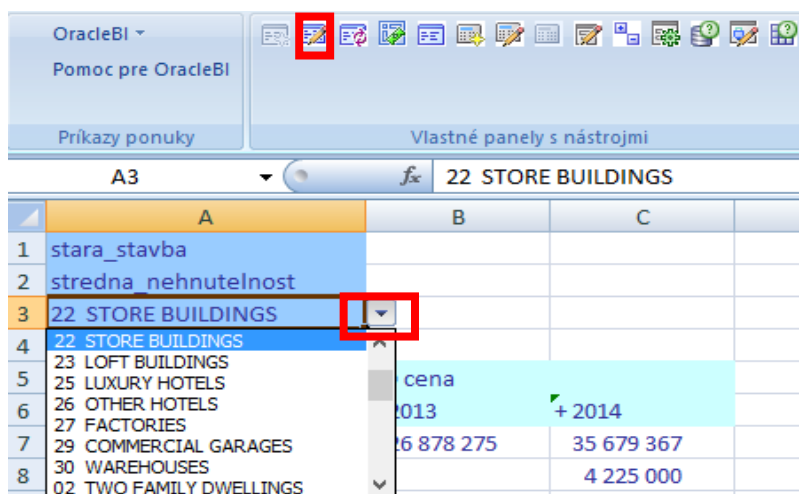 OracleBI
Pomoc pre OracleBI
Príkazy ponuky
Vlastné panely s nástrojmi
A3 fx 22 STORE BUILDINGS
A B C
1 stara_stavba
2 stredna_nehnutelnost
3 22 STORE BUILDINGS
4 22 STORE BUILDINGS
23 LOFT BUILDINGS
5 25 LUXURY HOTELS cena
6 26 OTHER HOTELS 2013 + 2014
27 FACTORIES
7 29 COMMERCIAL GARAGES 26 878 275 35 679 367
30 WAREHOUSES
8 02 TWO FAMILY DWELLINGS 4 225 000